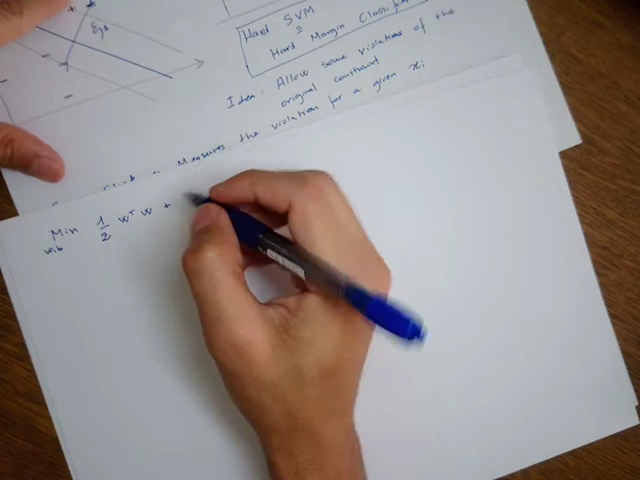 Hard SVM
≡
Hard Margin Classifier
Idea: Allow some violations of the
original constraint
Measures the violation for a given xi
Min 1/2 wᵀw +
w,b